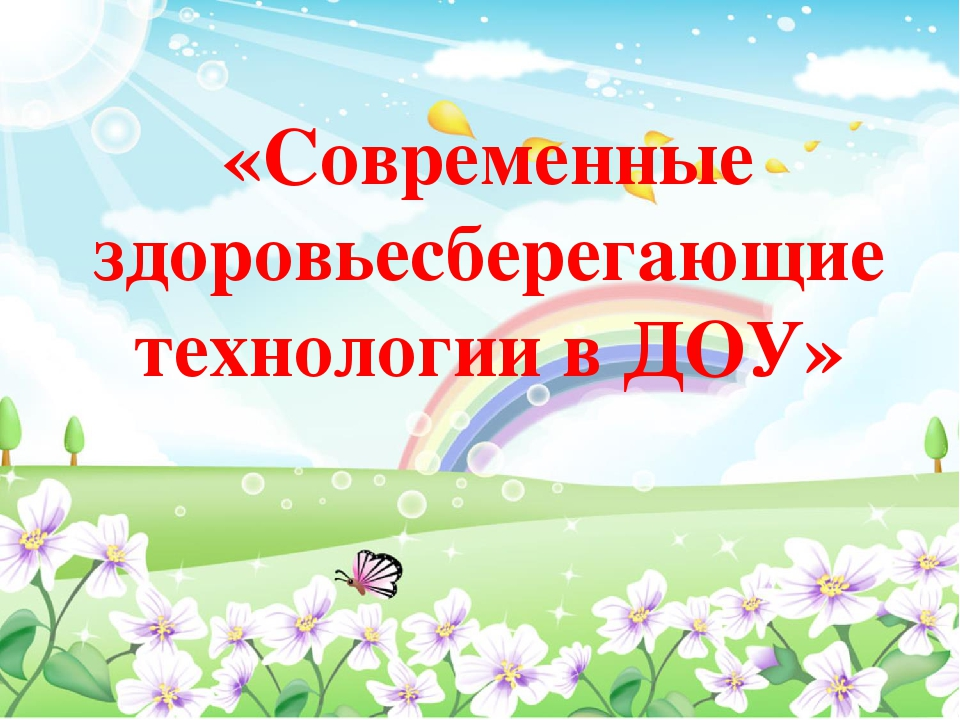 «Современные
здоровьесберегающие
технологии в ДОУ»